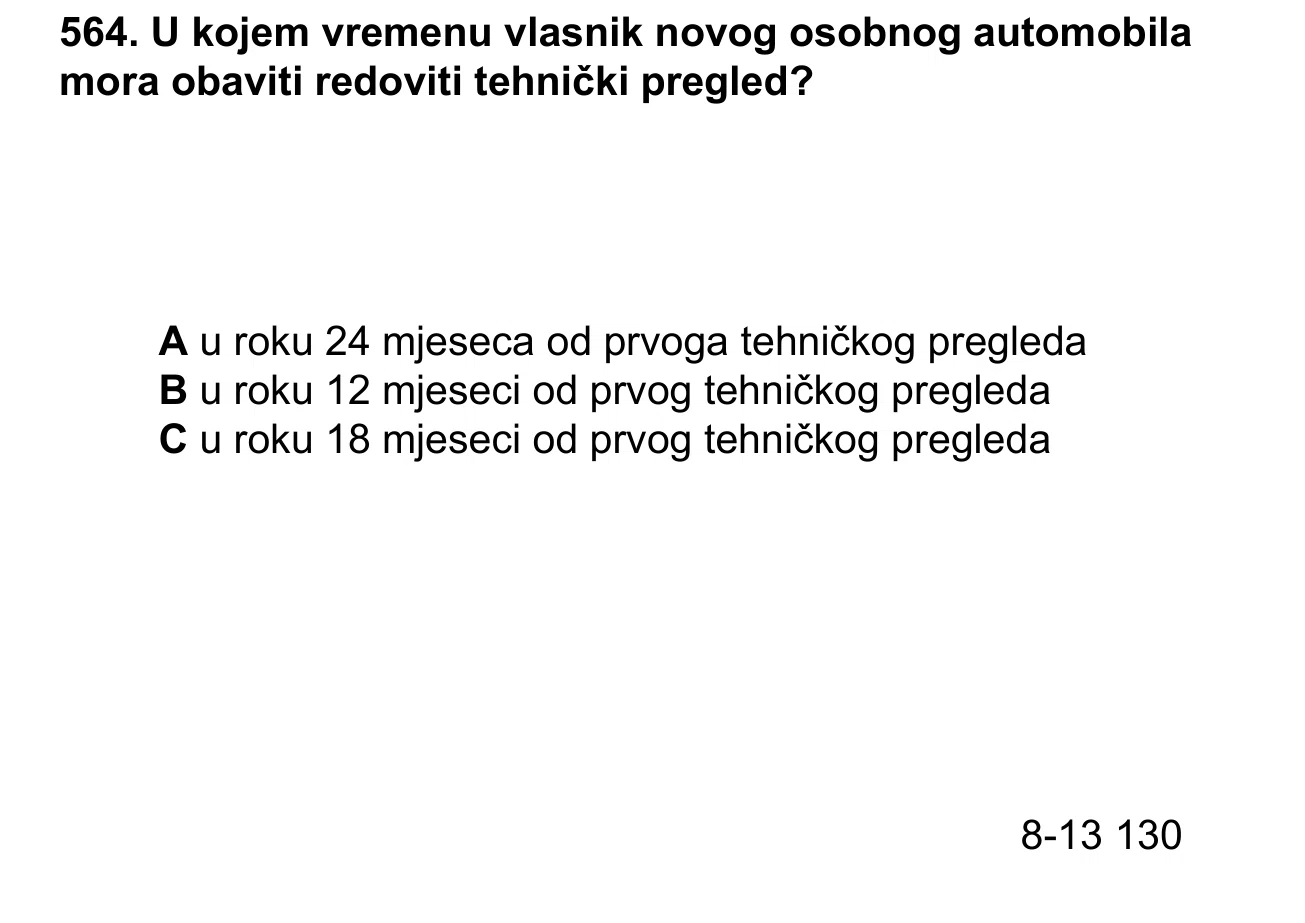 564. U kojem vremenu vlasnik novog osobnog automobila
mora obaviti redoviti tehnički pregled?
A u roku 24 mjeseca od prvoga tehničkog pregleda
B u roku 12 mjeseci od prvog tehničkog pregleda
C u roku 18 mjeseci od prvog tehničkog pregleda
8-13 130